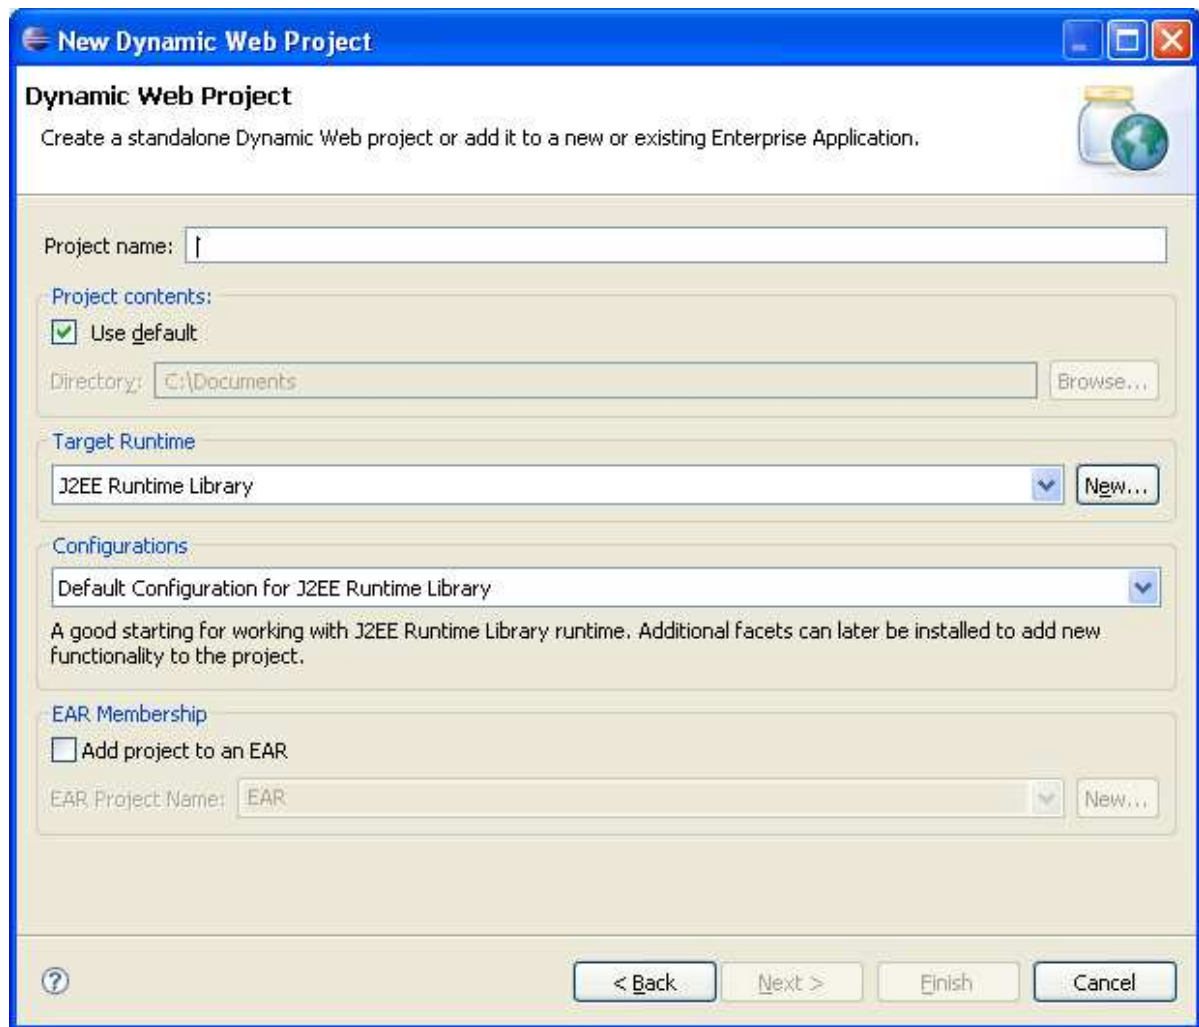 New Dynamic Web Project
Dynamic Web Project
Create a standalone Dynamic Web project or add it to a new or existing Enterprise Application.
Project name:
Project contents:
Use default
Directory: C:\Documents Browse...
Target Runtime
J2EE Runtime Library New...
Configurations
Default Configuration for J2EE Runtime Library
A good starting for working with J2EE Runtime Library runtime. Additional facets can later be installed to add new
functionality to the project.
EAR Membership
Add project to an EAR
EAR Project Name: EAR New...
? < Back Next > Finish Cancel